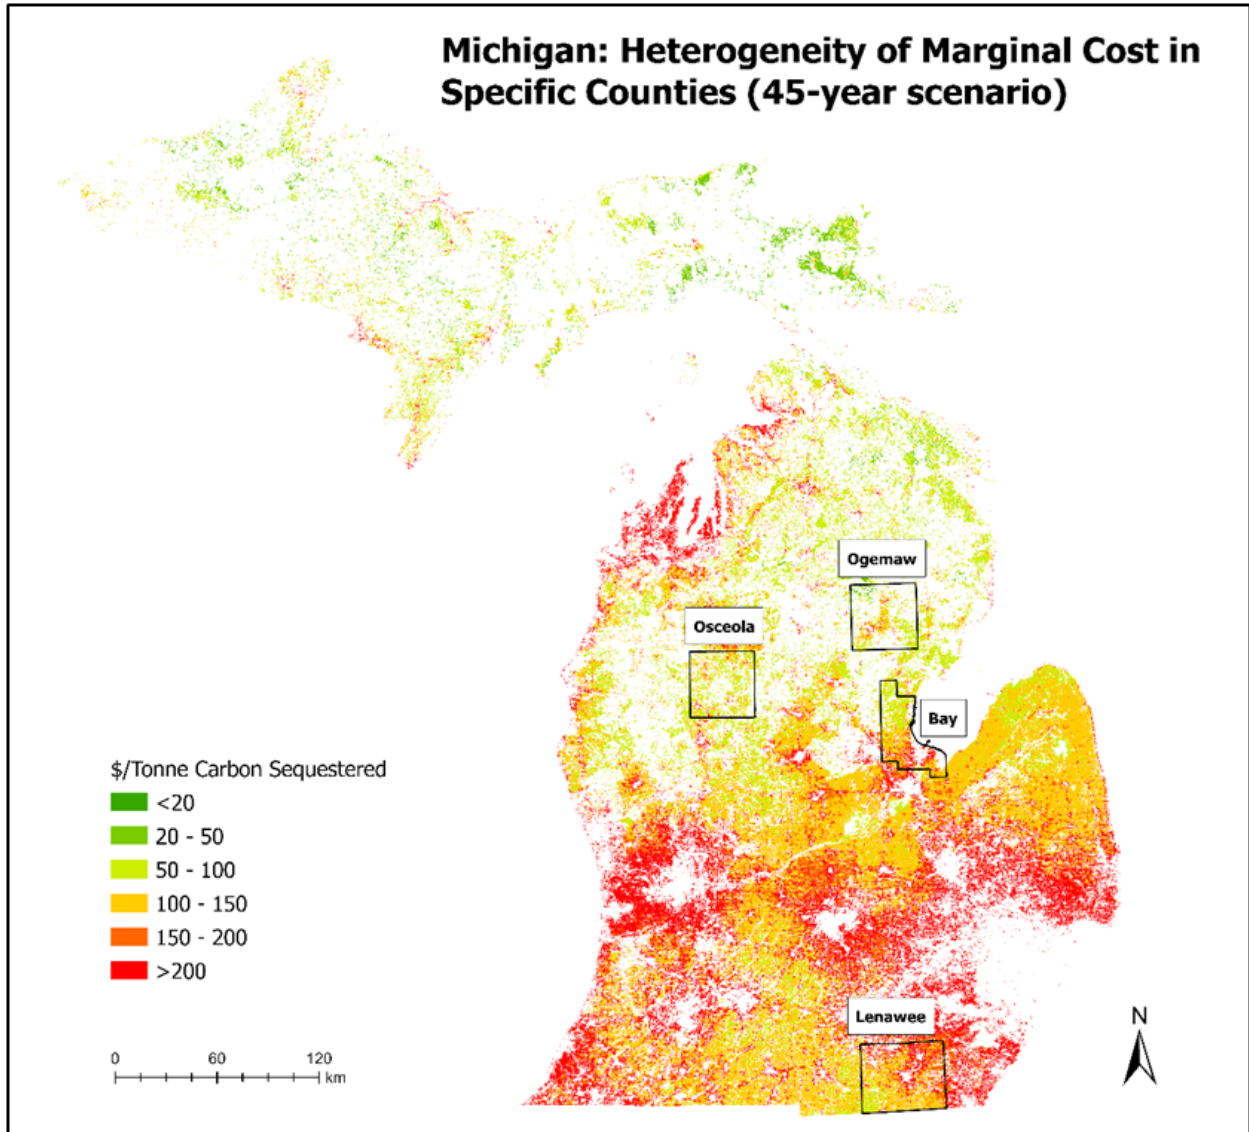 Michigan: Heterogeneity of Marginal Cost in
Specific Counties (45-year scenario)
Ogemaw
Osceola
Bay
$/Tonne Carbon Sequestered
<20
20 - 50
50 - 100
100 - 150
150 - 200
>200
Lenawee
N
0 60 120
km